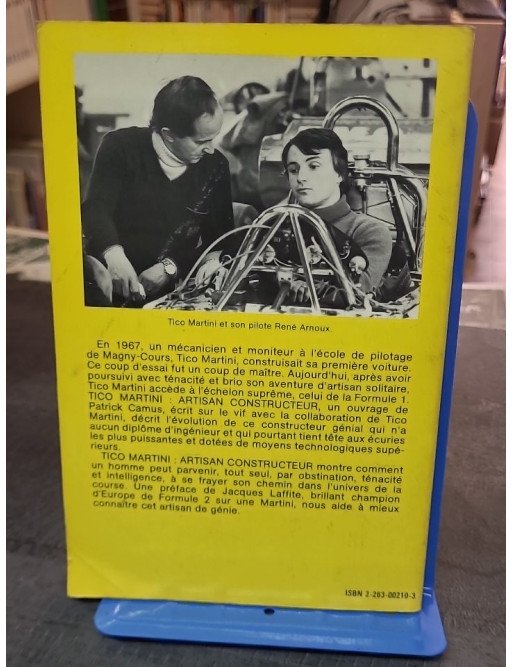 Tico Martini et son pilote René Arnoux.
En 1967, un mécanicien et moniteur à l'école de pilotage
de Magny-Cours, Tico Martini, construisait sa première voiture.
Ce coup d'essai fut un coup de maître. Aujourd'hui, après avoir
poursuivi avec ténacité et brio son aventure d'artisan solitaire,
Tico Martini accède à l'échelon suprême, celui de la Formule 1.
TICO MARTINI : ARTISAN CONSTRUCTEUR, un ouvrage de
Patrick Camus, écrit sur le vif avec la collaboration de Tico
Martini, décrit l'évolution de ce constructeur génial qui n'a
aucun diplôme d'ingénieur et qui pourtant tient tête aux écuries
les plus puissantes et dotées de moyens technologiques supé-
rieurs.
TICO MARTINI : ARTISAN CONSTRUCTEUR montre comment
un homme peut parvenir, tout seul, par obstination, ténacité
et intelligence, à se frayer son chemin dans l'univers de la
course. Une préface de Jacques Laffite, brillant champion
d'Europe de Formule 2 sur une Martini, nous aide à mieux
connaître cet artisan de génie.
ISBN 2-263-00210-3